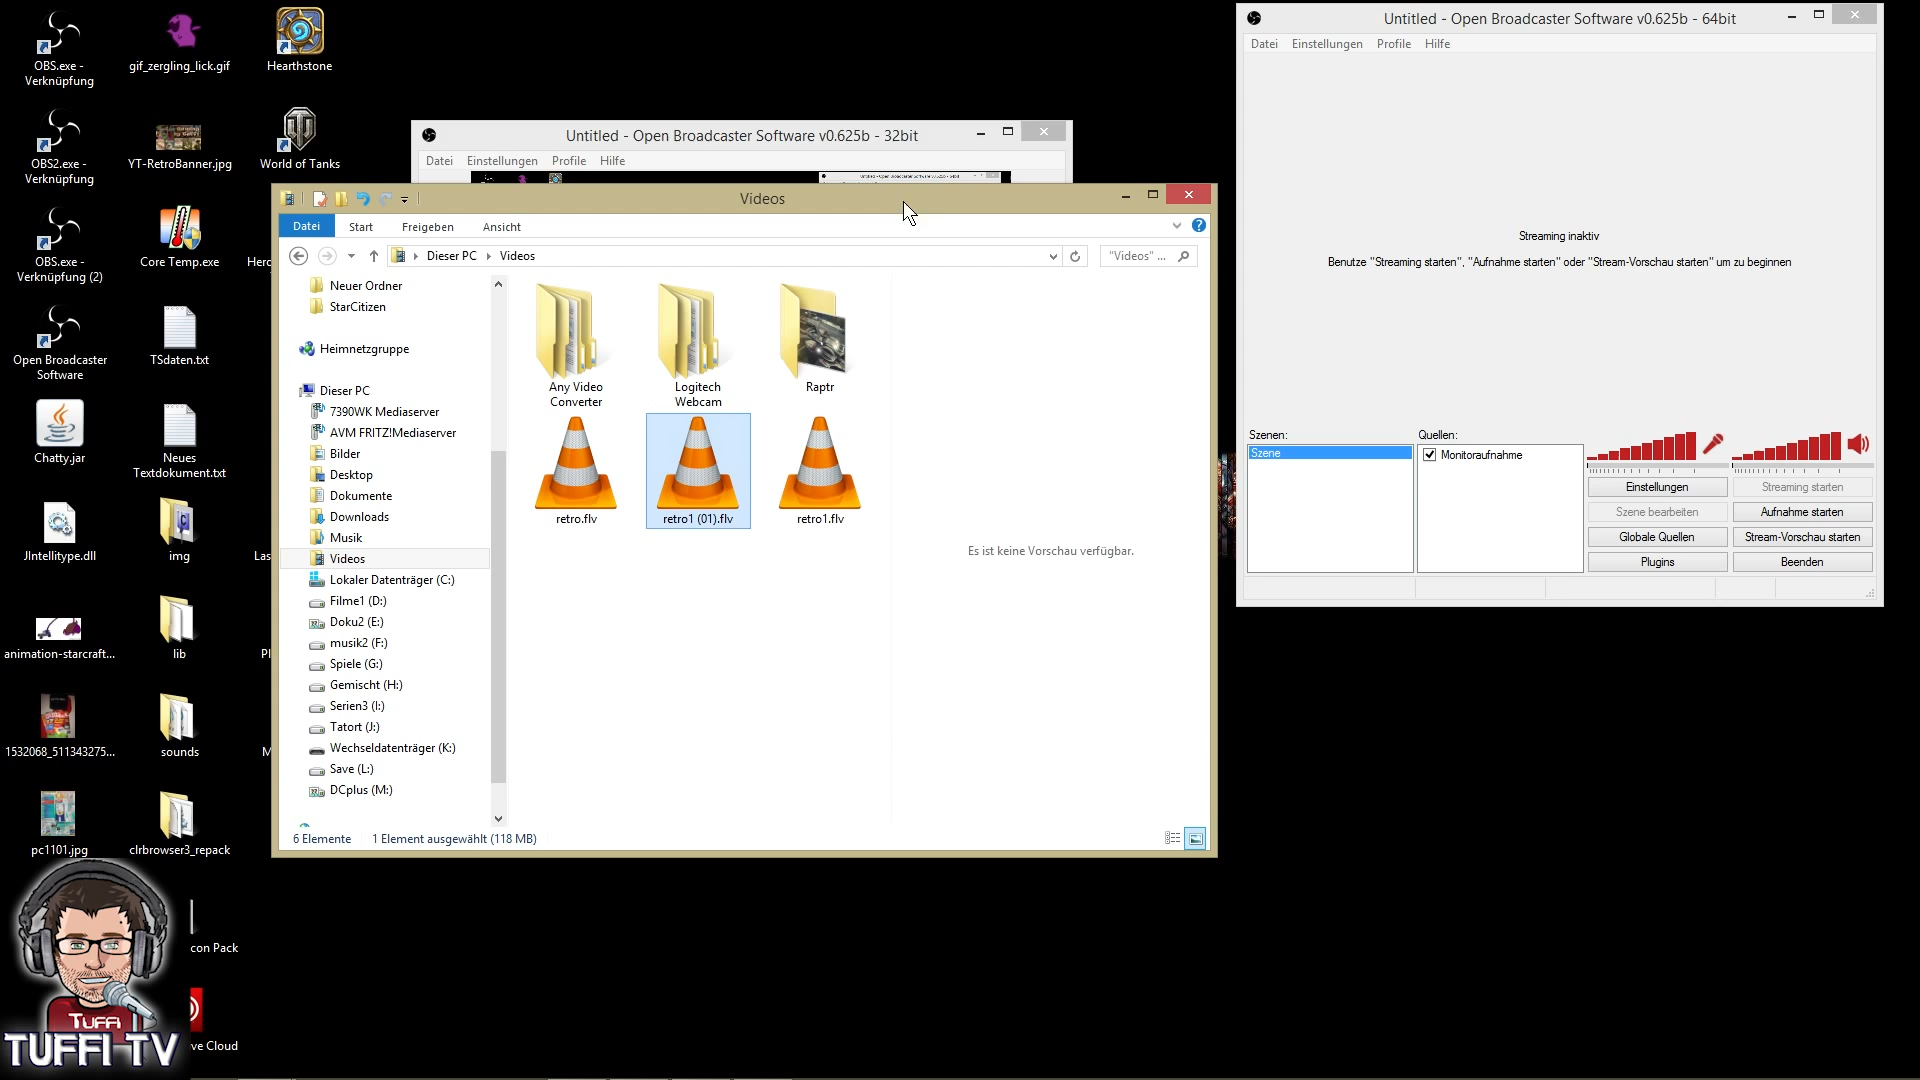 OBS.exe -
Verknüpfung
gif_zergling_lick.gif
Hearthstone
OBS2.exe -
Verknüpfung
YT-RetroBanner.jpg
World of Tanks
OBS.exe -
Verknüpfung (2)
Core Temp.exe
Open Broadcaster
Software
TSdaten.txt
Chatty.jar
Neues
Textdokument.txt
JIntellitype.dll
img
animation-starcraft...
lib
1532068_511343275...
sounds
pc1101.jpg
clrbrowser3_repack
con Pack
ve Cloud
TUFFI
TUFFI TV
Untitled - Open Broadcaster Software v0.625b - 32bit
Datei Einstellungen Profile Hilfe
Videos
Datei Start Freigeben Ansicht
Dieser PC Videos
"Videos" ...
Neuer Ordner
StarCitizen
Heimnetzgruppe
Dieser PC
7390WK Mediaserver
AVM FRITZ!Mediaserver
Bilder
Desktop
Dokumente
Downloads
Musik
Videos
Lokaler Datenträger (C:)
Filme1 (D:)
Doku2 (E:)
musik2 (F:)
Spiele (G:)
Gemischt (H:)
Serien3 (I:)
Tatort (J:)
Wechseldatenträger (K:)
Save (L:)
DCplus (M:)
Any Video
Converter
Logitech
Webcam
Raptr
retro.flv
retro1 (01).flv
retro1.flv
Es ist keine Vorschau verfügbar.
6 Elemente 1 Element ausgewählt (118 MB)
Untitled - Open Broadcaster Software v0.625b - 64bit
Datei Einstellungen Profile Hilfe
Streaming inaktiv
Benutze "Streaming starten", "Aufnahme starten" oder "Stream-Vorschau starten" um zu beginnen
Szenen:
Szene
Quellen:
Monitoraufnahme
Einstellungen
Streaming starten
Szene bearbeiten
Aufnahme starten
Globale Quellen
Stream-Vorschau starten
Plugins
Beenden